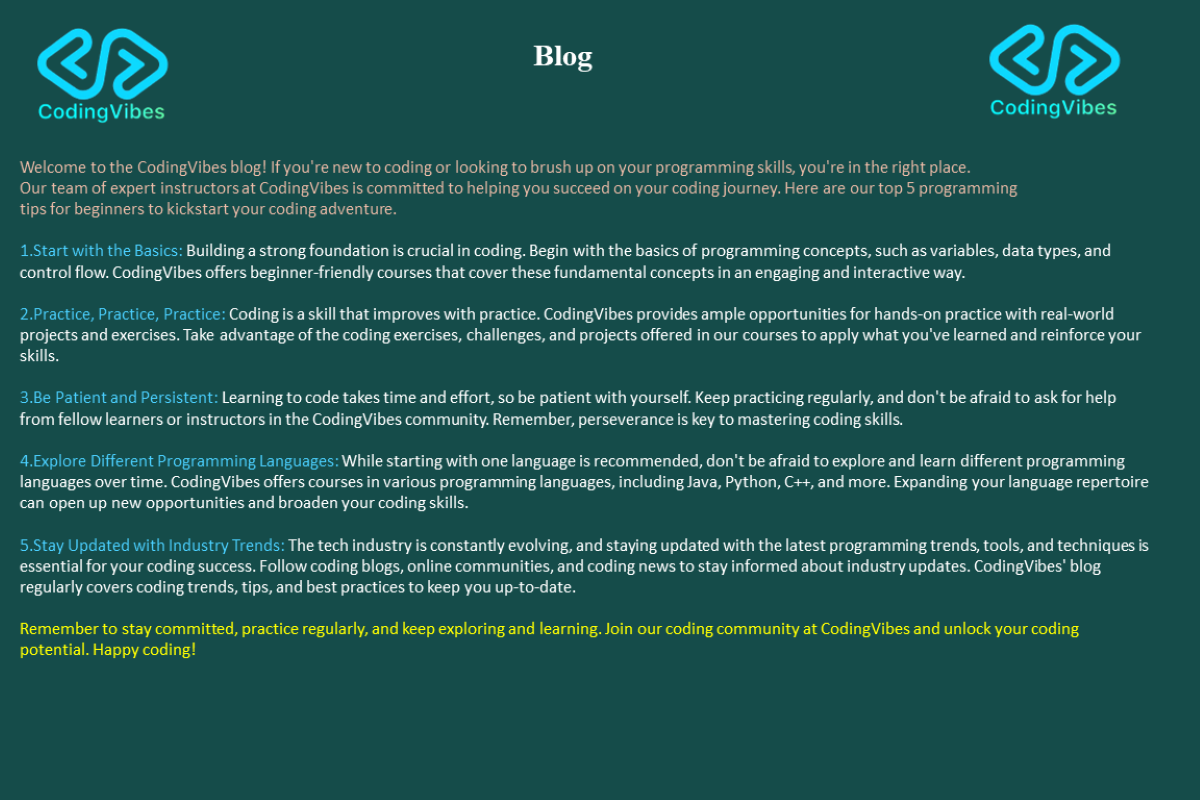 Blog
CodingVibes
CodingVibes
Welcome to the CodingVibes blog! If you're new to coding or looking to brush up on your programming skills, you're in the right place.
Our team of expert instructors at CodingVibes is committed to helping you succeed on your coding journey. Here are our top 5 programming
tips for beginners to kickstart your coding adventure.
1.Start with the Basics: Building a strong foundation is crucial in coding. Begin with the basics of programming concepts, such as variables, data types, and
control flow. CodingVibes offers beginner-friendly courses that cover these fundamental concepts in an engaging and interactive way.
2.Practice, Practice, Practice: Coding is a skill that improves with practice. CodingVibes provides ample opportunities for hands-on practice with real-world
projects and exercises. Take advantage of the coding exercises, challenges, and projects offered in our courses to apply what you've learned and reinforce your
skills.
3.Be Patient and Persistent: Learning to code takes time and effort, so be patient with yourself. Keep practicing regularly, and don't be afraid to ask for help
from fellow learners or instructors in the CodingVibes community. Remember, perseverance is key to mastering coding skills.
4.Explore Different Programming Languages: While starting with one language is recommended, don't be afraid to explore and learn different programming
languages over time. CodingVibes offers courses in various programming languages, including Java, Python, C++, and more. Expanding your language repertoire
can open up new opportunities and broaden your coding skills.
5.Stay Updated with Industry Trends: The tech industry is constantly evolving, and staying updated with the latest programming trends, tools, and techniques is
essential for your coding success. Follow coding blogs, online communities, and coding news to stay informed about industry updates. CodingVibes' blog
regularly covers coding trends, tips, and best practices to keep you up-to-date.
Remember to stay committed, practice regularly, and keep exploring and learning. Join our coding community at CodingVibes and unlock your coding
potential. Happy coding!